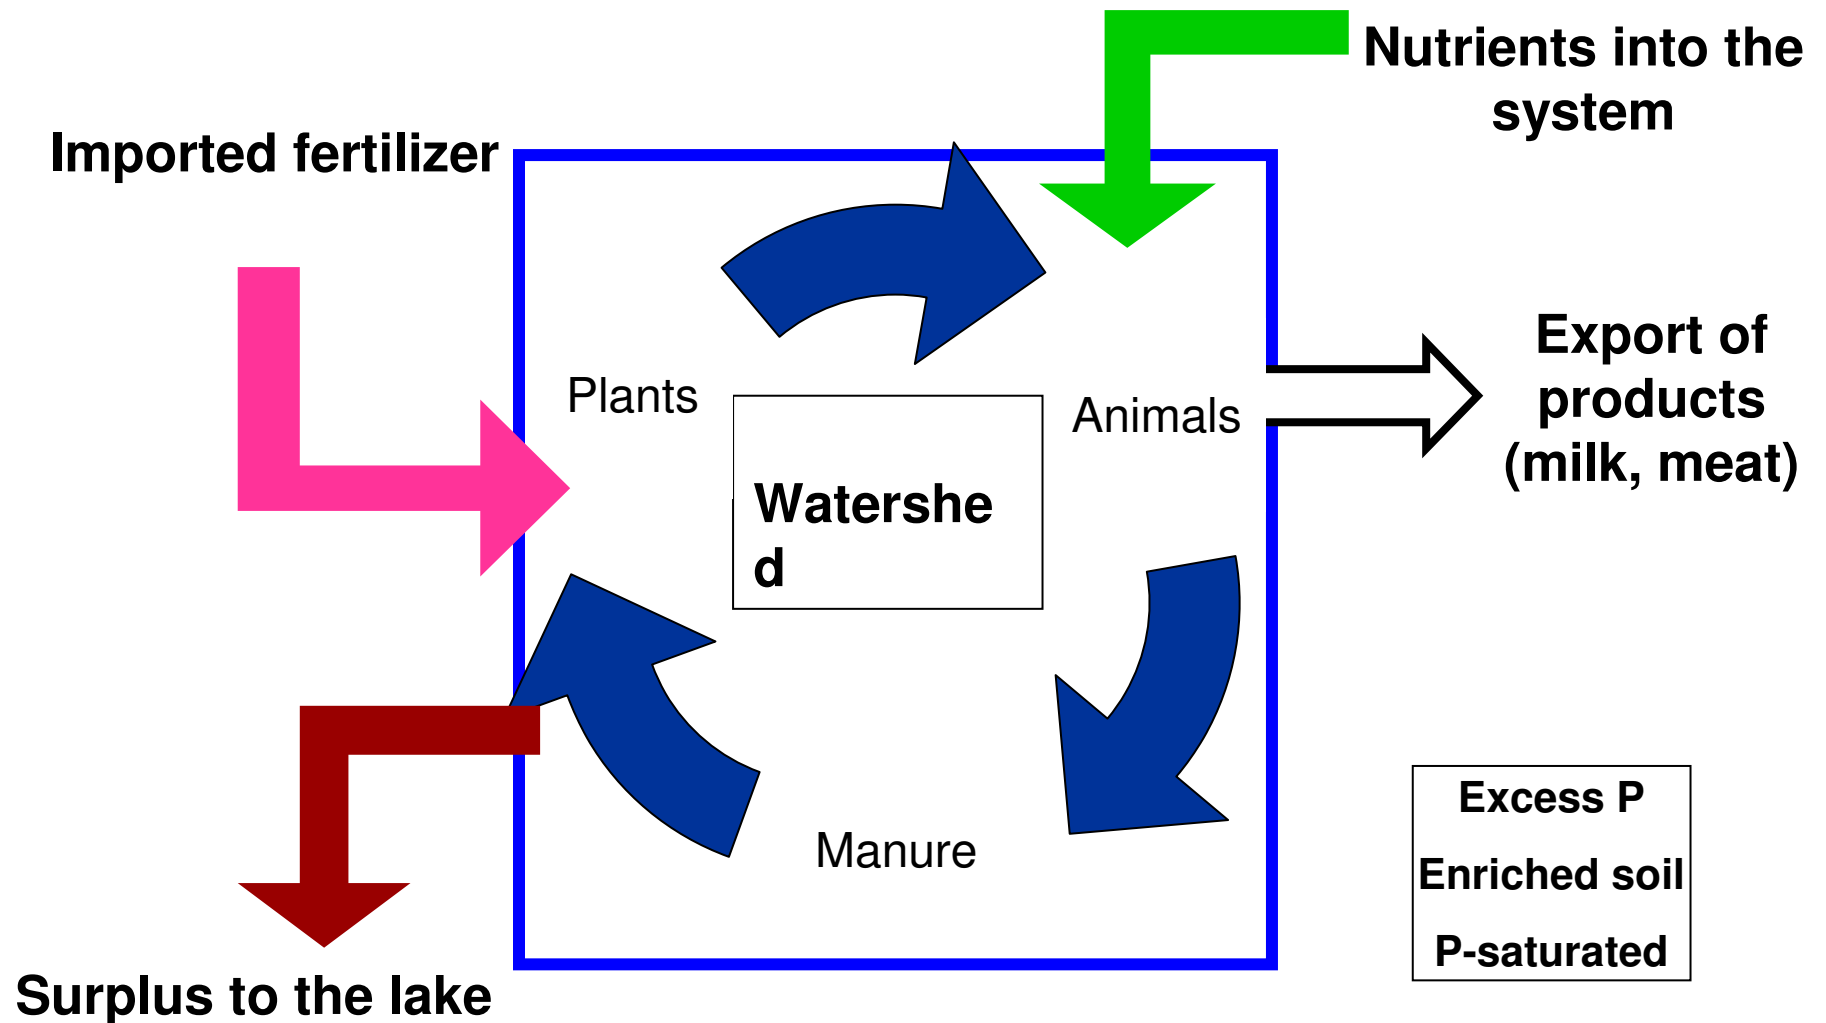 Nutrients into the
system
Imported fertilizer
Export of
products
(milk, meat)
Plants
Animals
Watershe
d
Manure
Excess P
Enriched soil
P-saturated
Surplus to the lake